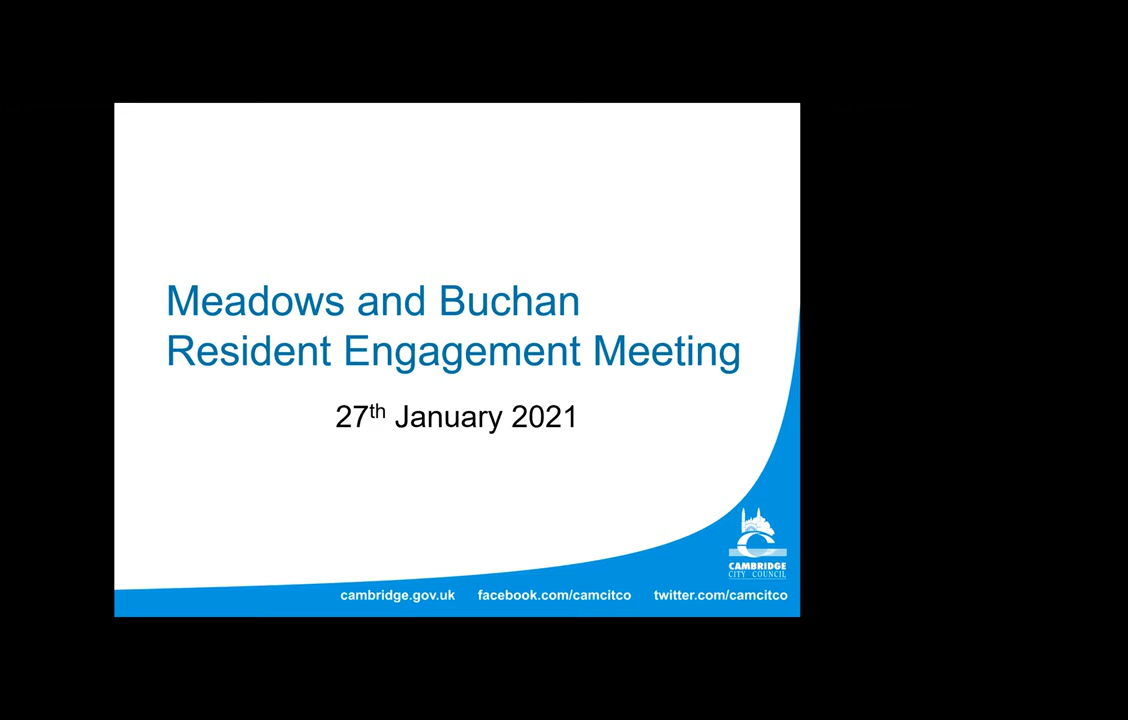 Meadows and Buchan
Resident Engagement Meeting
27th January 2021
CAMBRIDGE
CITY COUNCIL
cambridge.gov.uk facebook.com/camcitco twitter.com/camcitco